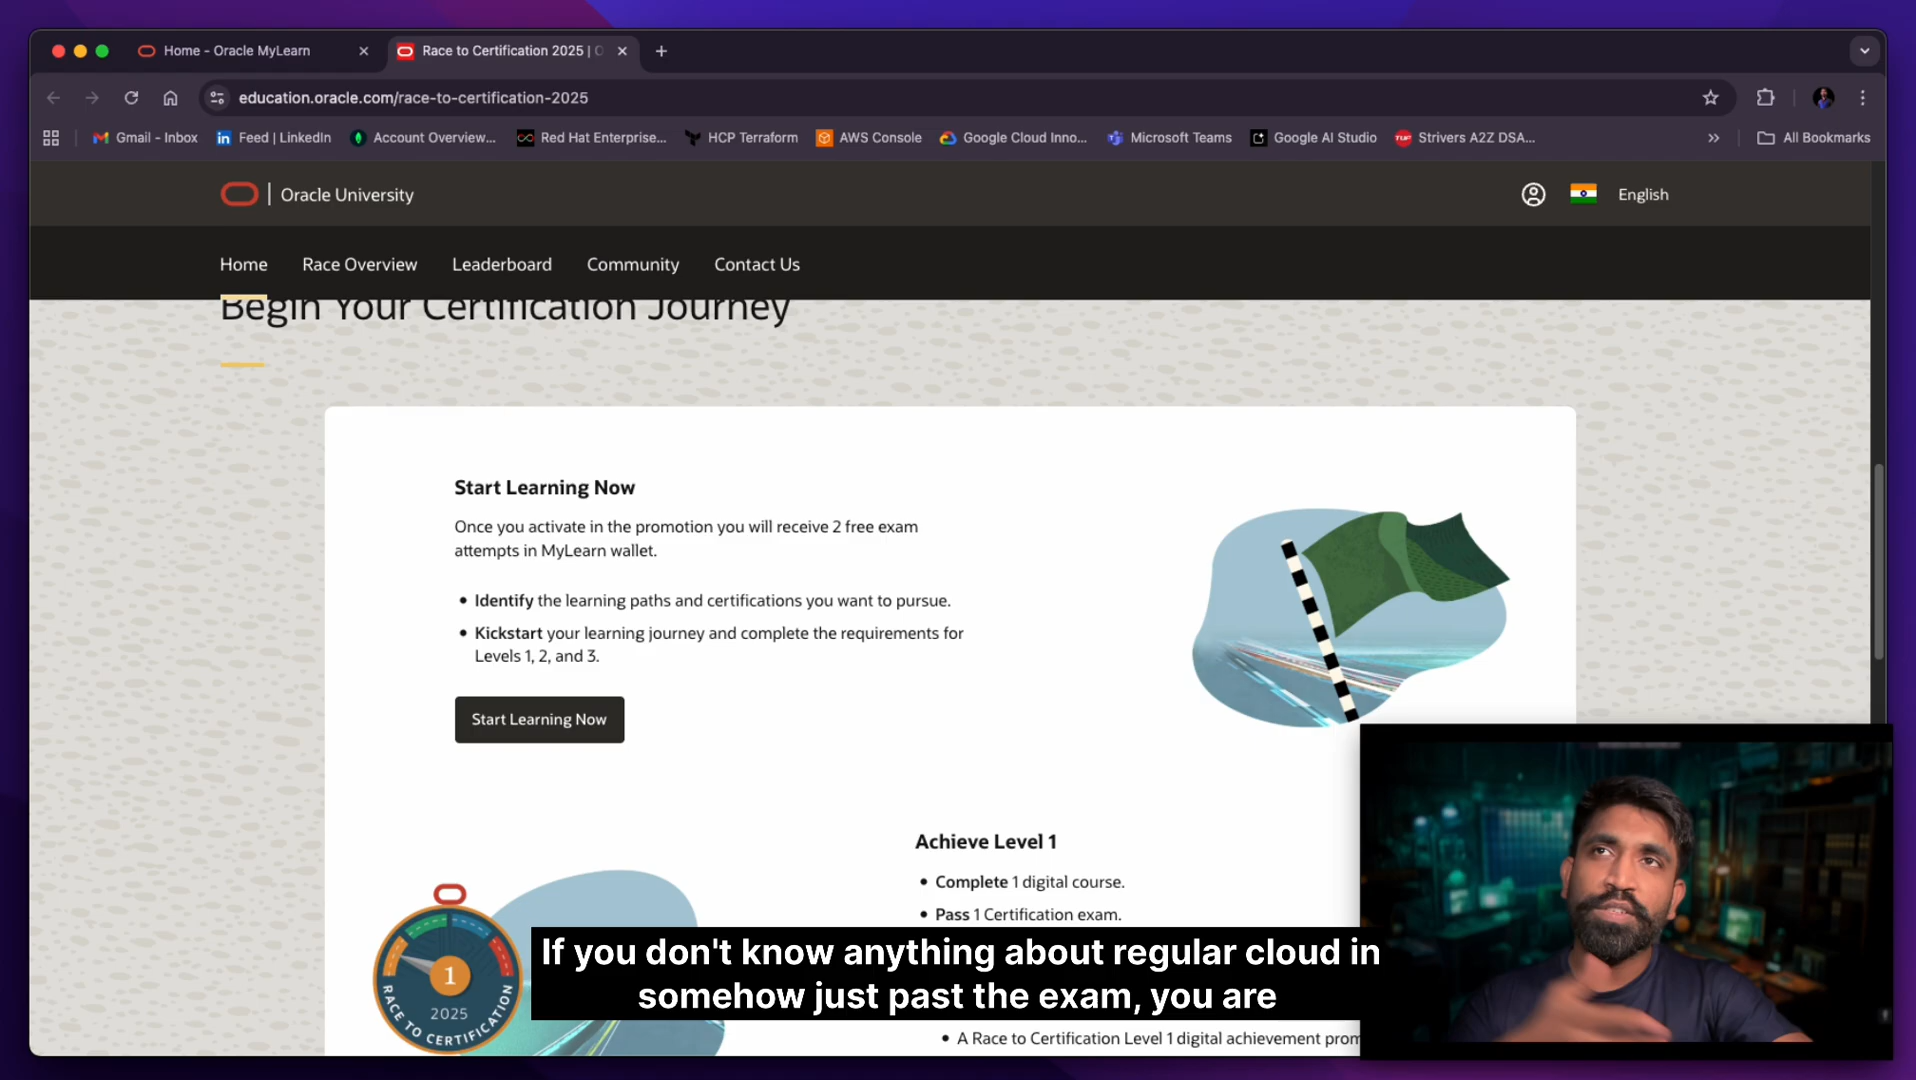 Home - Oracle MyLearn
Race to Certification 2025 | O
education.oracle.com/race-to-certification-2025
Gmail - Inbox
Feed | LinkedIn
Account Overview...
Red Hat Enterprise...
HCP Terraform
AWS Console
Google Cloud Inno...
Microsoft Teams
Google AI Studio
TUF
Strivers A2Z DSA...
All Bookmarks
Oracle University
English
Home
Race Overview
Leaderboard
Community
Contact Us
Begin Your Certification Journey
Start Learning Now
Once you activate in the promotion you will receive 2 free exam
attempts in MyLearn wallet.
• Identify the learning paths and certifications you want to pursue.
• Kickstart your learning journey and complete the requirements for
Levels 1, 2, and 3.
Start Learning Now
Achieve Level 1
• Complete 1 digital course.
• Pass 1 Certification exam.
1
2025
RACE TO CERTIFICATION
If you don't know anything about regular cloud in
somehow just past the exam, you are
• A Race to Certification Level 1 digital achievement prom